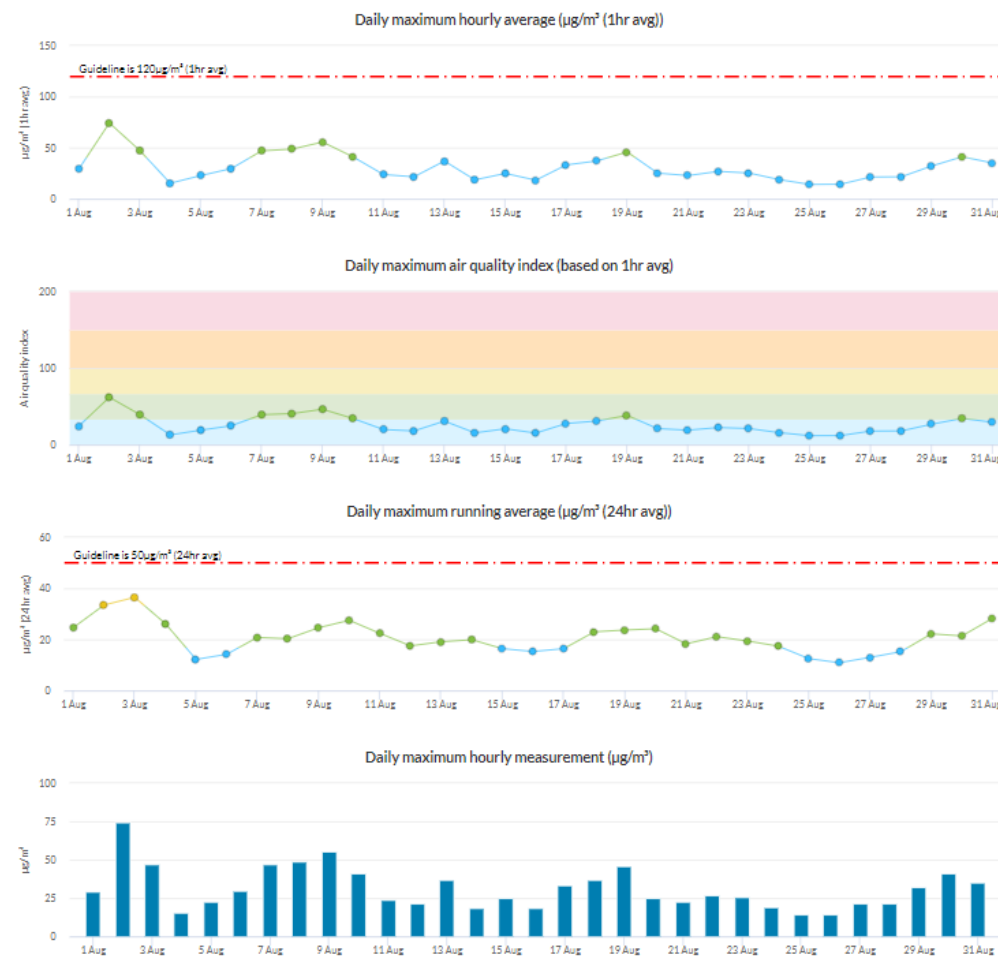 Daily maximum hourly average (µg/m³ (1hr avg))
150
Guideline is 120µg/m³ (1hr avg)
100
50
0
µg/m³ (1hr avg)
1 Aug 3 Aug 5 Aug 7 Aug 9 Aug 11 Aug 13 Aug 15 Aug 17 Aug 19 Aug 21 Aug 23 Aug 25 Aug 27 Aug 29 Aug 31 Aug
Daily maximum air quality index (based on 1hr avg)
200
100
0
Air quality index
1 Aug 3 Aug 5 Aug 7 Aug 9 Aug 11 Aug 13 Aug 15 Aug 17 Aug 19 Aug 21 Aug 23 Aug 25 Aug 27 Aug 29 Aug 31 Aug
Daily maximum running average (µg/m³ (24hr avg))
60
Guideline is 50µg/m³ (24hr avg)
40
20
0
µg/m³ (24hr avg)
1 Aug 3 Aug 5 Aug 7 Aug 9 Aug 11 Aug 13 Aug 15 Aug 17 Aug 19 Aug 21 Aug 23 Aug 25 Aug 27 Aug 29 Aug 31 Aug
Daily maximum hourly measurement (µg/m³)
100
75
50
25
0
µg/m³
1 Aug 3 Aug 5 Aug 7 Aug 9 Aug 11 Aug 13 Aug 15 Aug 17 Aug 19 Aug 21 Aug 23 Aug 25 Aug 27 Aug 29 Aug 31 Aug